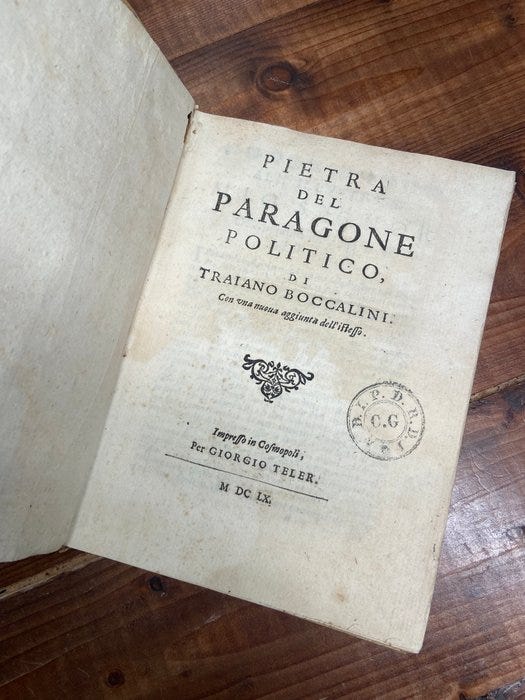 PIETRA
DEL
PARAGONE
POLITICO,
DI
TRAIANO BOCCALINI.
Con vna nuoua aggiunta dell'iſteſſo.
Impreſſo in Coſmopoli,
Per GIORGIO TELER.
M DC LX.
C.G